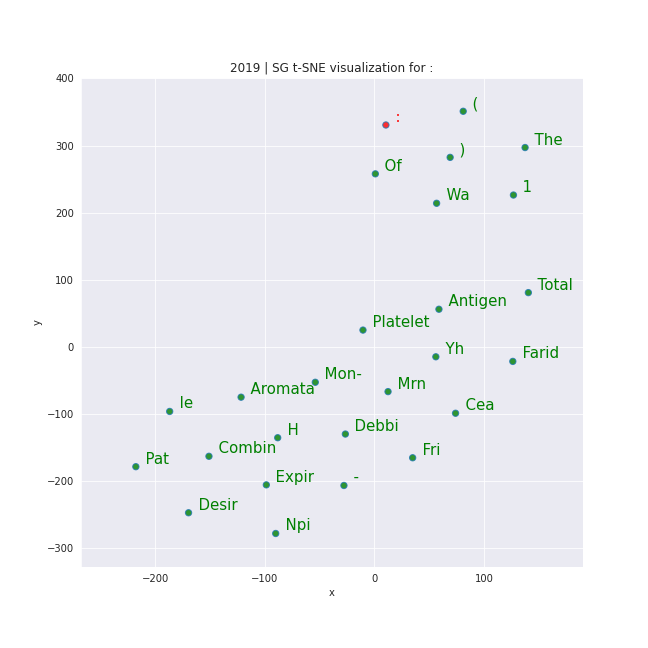 2019 | SG t-SNE visualization for :
400
(
:
The
300
)
Of
1
Wa
200
100
Total
Antigen
Platelet
y
0
Yh
Farid
Mon-
Mrn
Aromata
Ie
−100
Cea
Debbi
H
Fri
Combin
Pat
−200
Expir
-
Desir
Npi
−300
−200
−100
0
100
x